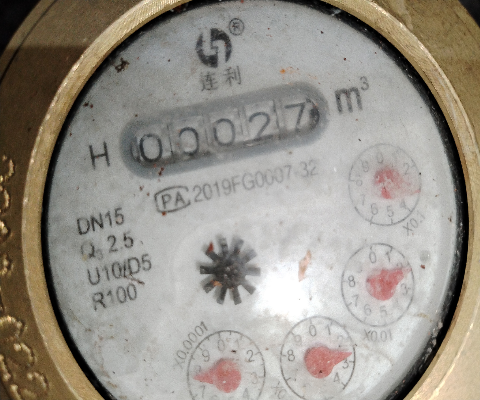 ®
连利
H 00027 m³
PA 2019FG0007-32
DN15
Q₃ 2.5
U10/D5
R100
X0.1
X0.01
X0.0001